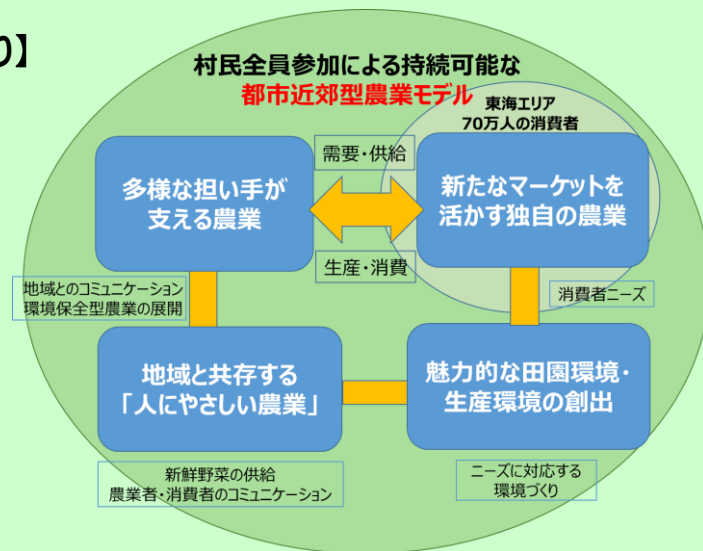 り】
村民全員参加による持続可能な
都市近郊型農業モデル
東海エリア
70万人の消費者
需要・供給
多様な担い手が
支える農業
新たなマーケットを
活かす独自の農業
生産・消費
地域とのコミュニケーション
環境保全型農業の展開
消費者ニーズ
地域と共存する
「人にやさしい農業」
魅力的な田園環境・
生産環境の創出
新鮮野菜の供給
農業者・消費者のコミュニケーション
ニーズに対応する
環境づくり